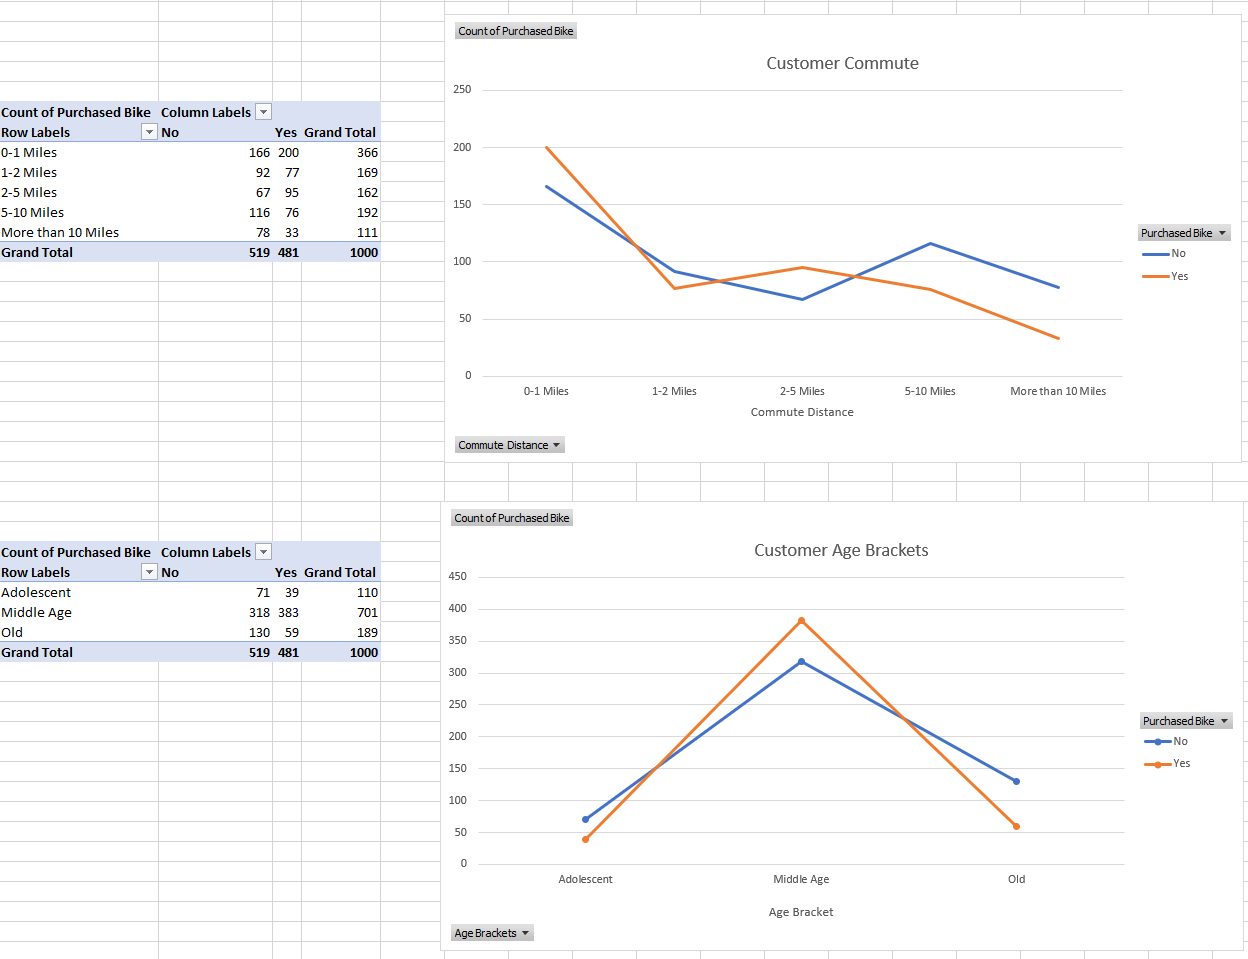 Count of Purchased Bike Column Labels
Row Labels No Yes Grand Total
0-1 Miles 166 200 366
1-2 Miles 92 77 169
2-5 Miles 67 95 162
5-10 Miles 116 76 192
More than 10 Miles 78 33 111
Grand Total 519 481 1000
Count of Purchased Bike
Customer Commute
250
200
150
100
50
0
0-1 Miles 1-2 Miles 2-5 Miles 5-10 Miles More than 10 Miles
Commute Distance
Purchased Bike
No
Yes
Commute Distance
Count of Purchased Bike Column Labels
Row Labels No Yes Grand Total
Adolescent 71 39 110
Middle Age 318 383 701
Old 130 59 189
Grand Total 519 481 1000
Count of Purchased Bike
Customer Age Brackets
450
400
350
300
250
200
150
100
50
0
Adolescent Middle Age Old
Age Bracket
Purchased Bike
No
Yes
Age Brackets